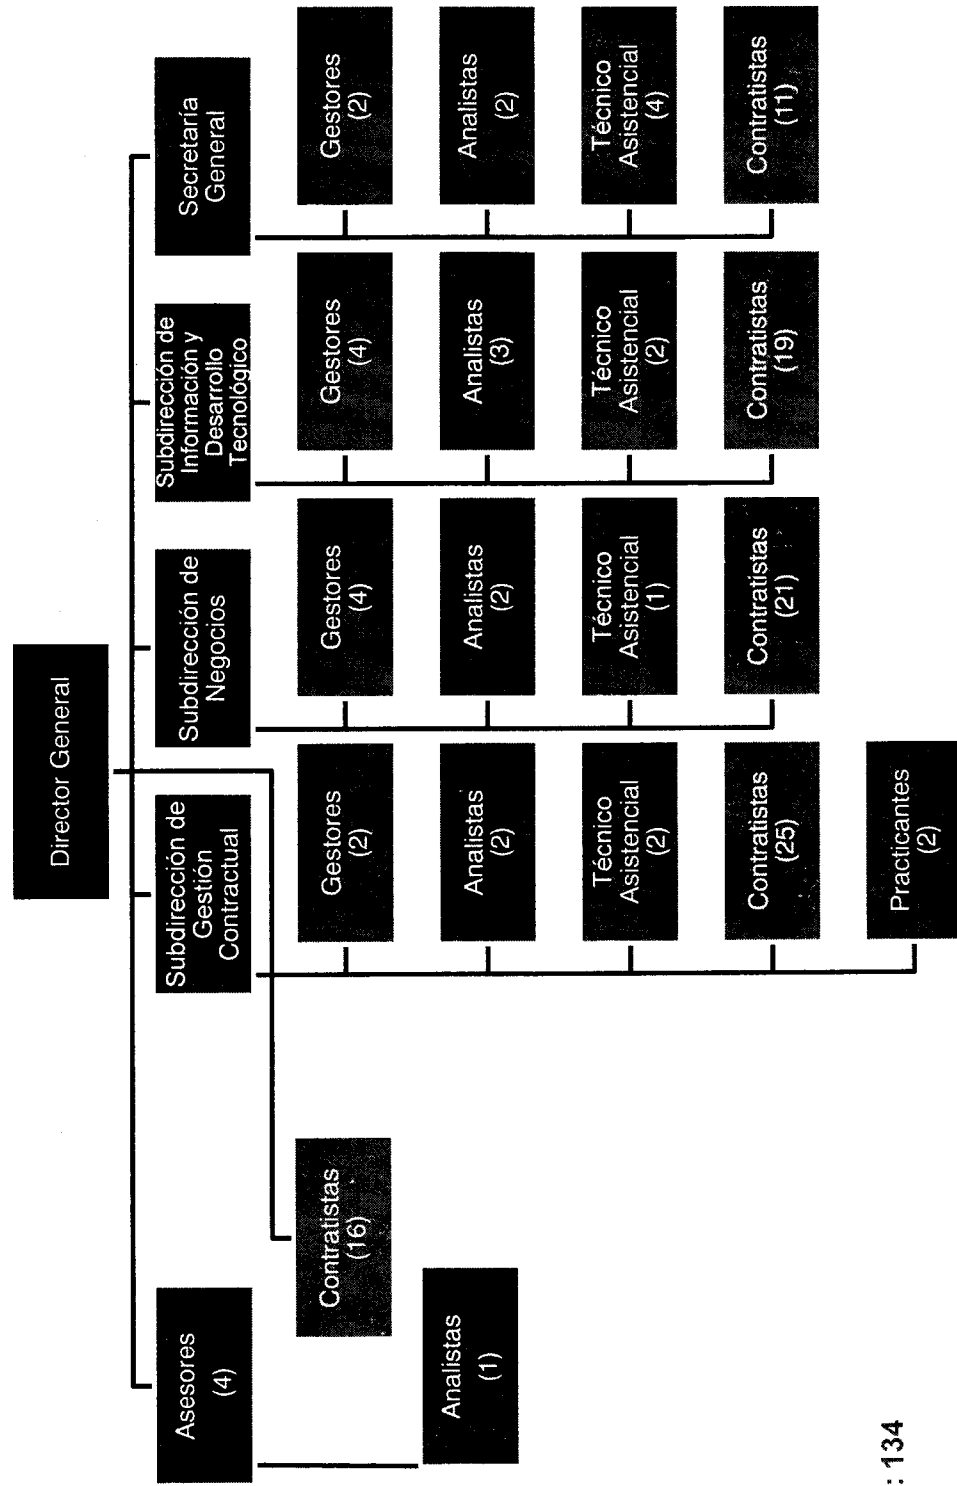 Director General
Asesores
(4)
Analistas
(1)
Contratistas
(16)
Subdirección de
Gestión
Contractual
Gestores
(2)
Analistas
(2)
Técnico
Asistencial
(2)
Contratistas
(25)
Practicantes
(2)
Subdirección de
Negocios
Gestores
(4)
Analistas
(2)
Técnico
Asistencial
(1)
Contratistas
(21)
Subdirección de
Información y
Desarrollo
Tecnológico
Gestores
(4)
Analistas
(3)
Técnico
Asistencial
(2)
Contratistas
(19)
Secretaría
General
Gestores
(2)
Analistas
(2)
Técnico
Asistencial
(4)
Contratistas
(11)
: 134